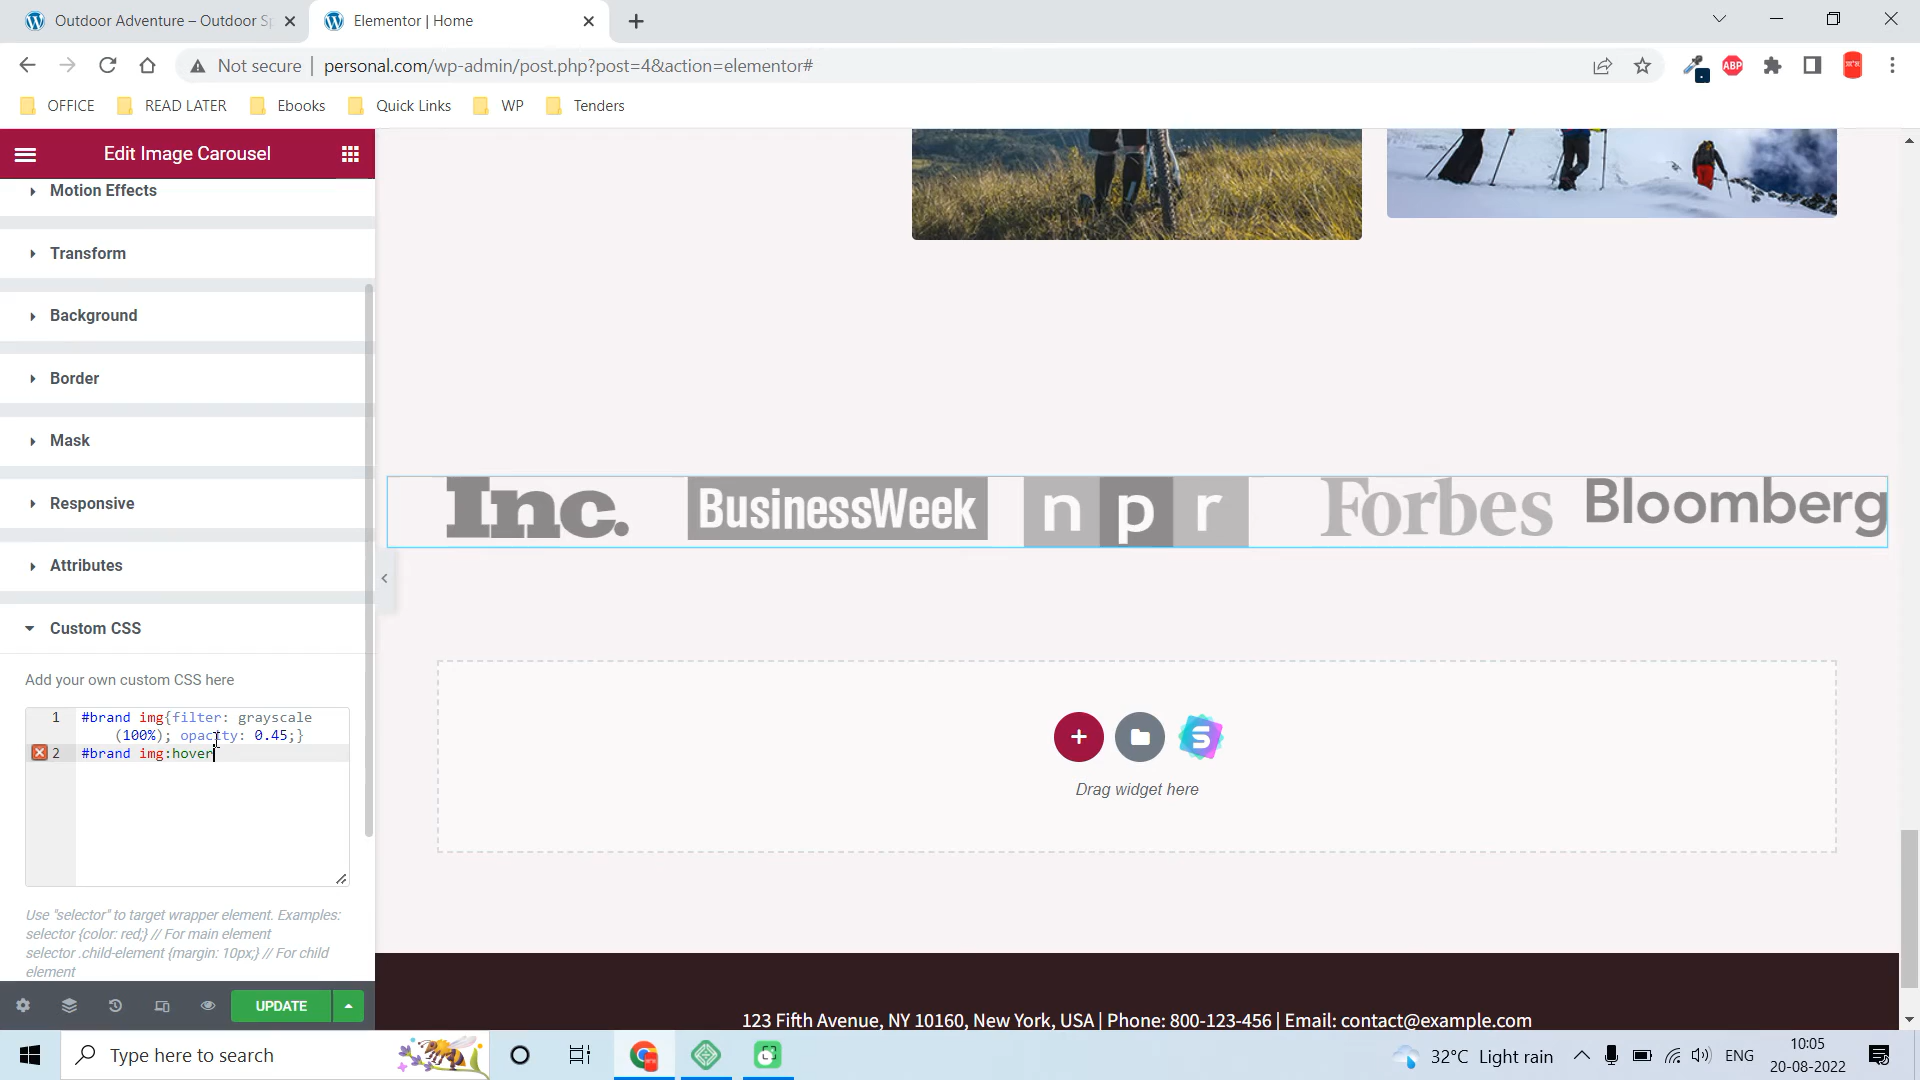 Outdoor Adventure – Outdoor Sp
Elementor | Home
Not secure
personal.com/wp-admin/post.php?post=4&action=elementor#
ABP
OFFICE
READ LATER
Ebooks
Quick Links
WP
Tenders
Edit Image Carousel
Motion Effects
Transform
Background
Border
Mask
Responsive
Attributes
Custom CSS
Add your own custom CSS here
1 #brand img{filter: grayscale
(100%); opacity: 0.45;}
2 #brand img:hover
Use "selector" to target wrapper element. Examples:
selector {color: red;} // For main element
selector .child-element {margin: 10px;} // For child
element
UPDATE
Inc.
BusinessWeek
npr
Forbes
Bloomberg
Drag widget here
123 Fifth Avenue, NY 10160, New York, USA | Phone: 800-123-456 | Email: contact@example.com
Type here to search
32°C Light rain
ENG
10:05
20-08-2022